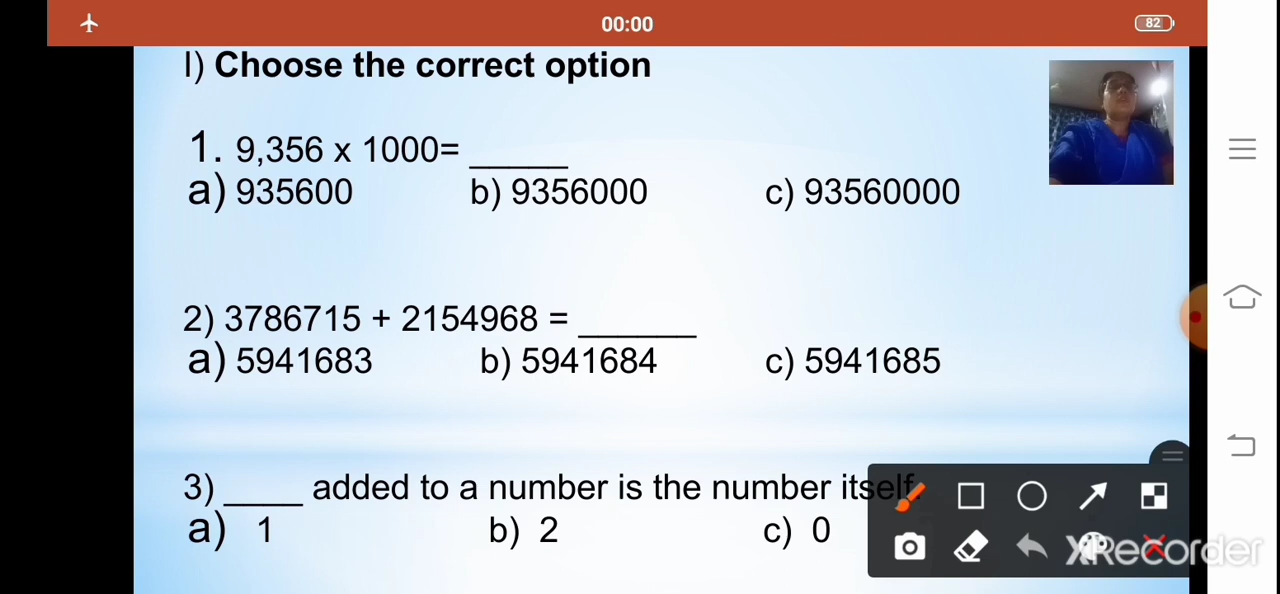 00:00
82
I) Choose the correct option
1. 9,356 x 1000= _____
a) 935600 b) 9356000 c) 93560000
2) 3786715 + 2154968 = ______
a) 5941683 b) 5941684 c) 5941685
3) ____ added to a number is the number itself.
a) 1 b) 2 c) 0
XRecorder